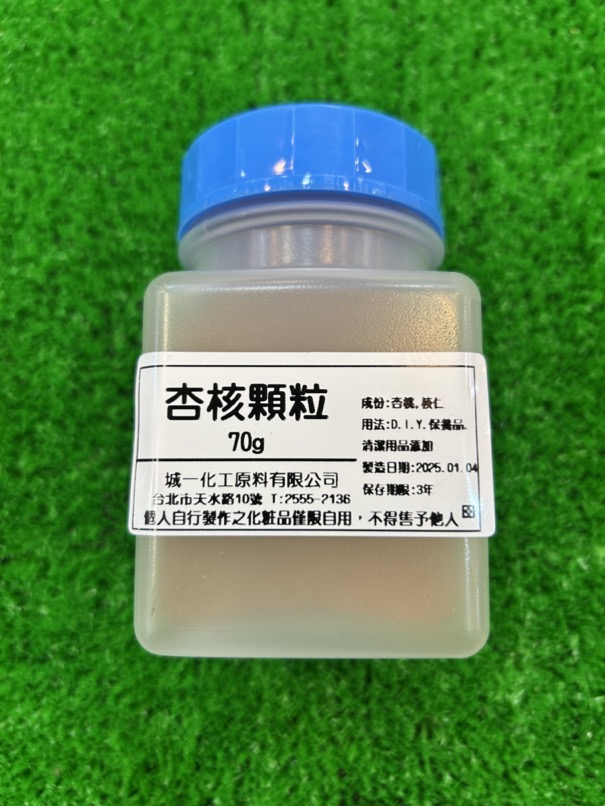 杏核顆粒
70g
城一化工原料有限公司
台北市天水路10號 T:2555-2136
個人自行製作之化粧品僅限自用，不得售予他人
成份:杏桃,核仁
用法:D.I.Y.保養品.
清潔用品添加
製造日期:2025.01.04
保存期限:3年